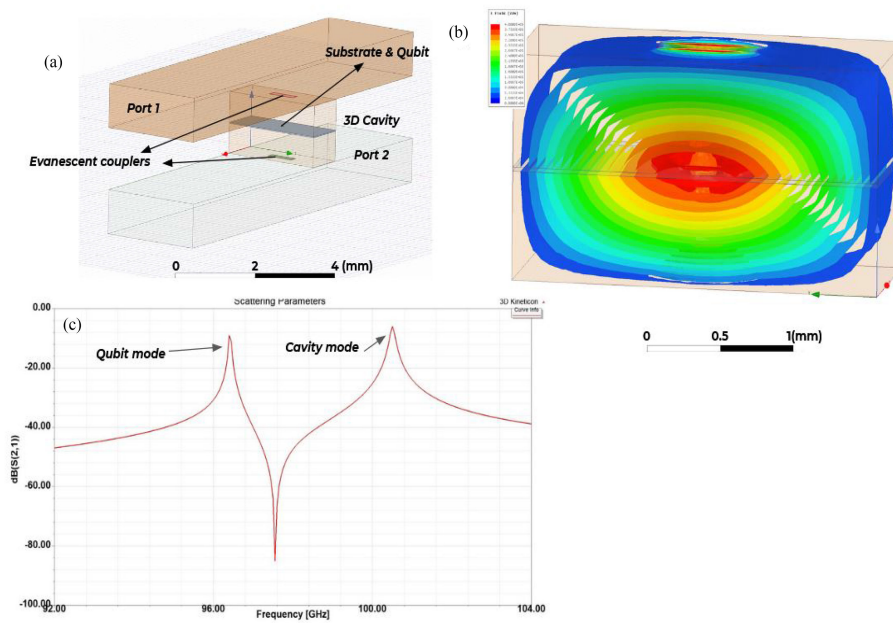 (a)
Substrate & Qubit
Port 1
3D Cavity
Evanescent couplers
Port 2
0 2 4 (mm)
(b)
0 0.5 1(mm)
Scattering Parameters
3D Kineticon
Curve Info
(c)
0.00
Qubit mode
Cavity mode
-20.00
-40.00
dB(S(2,1))
-60.00
-80.00
-100.00
92.00 96.00 100.00 104.00
Frequency [GHz]